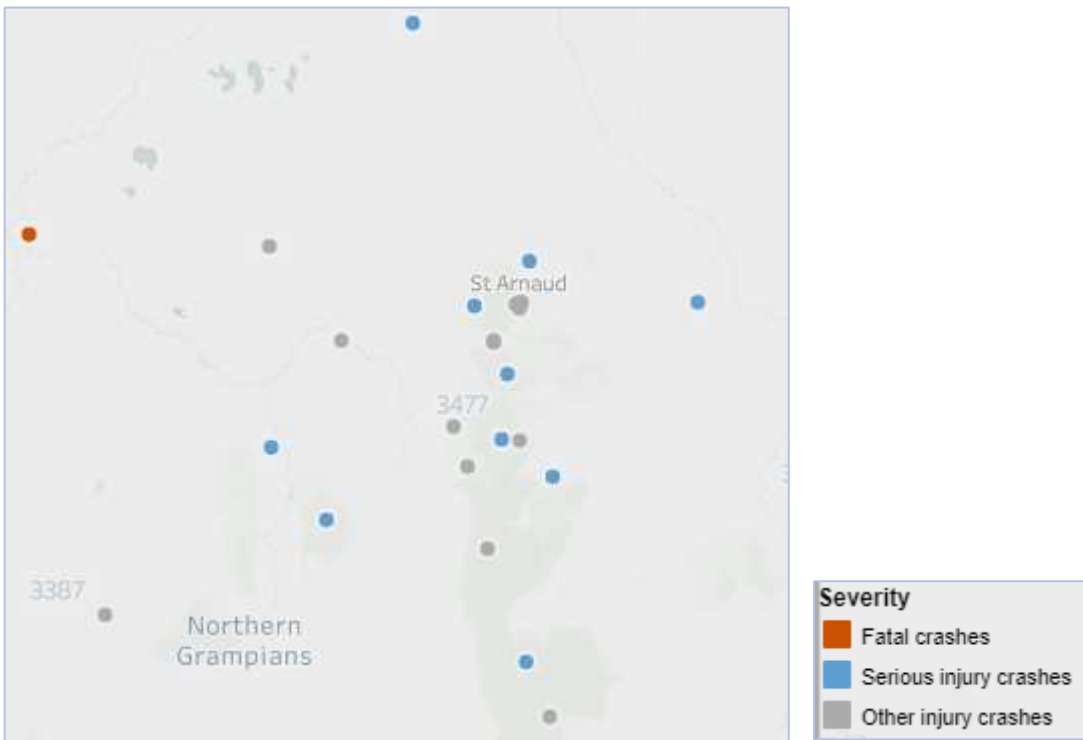 St Arnaud
3477
3387
Northern
Grampians
Severity
Fatal crashes
Serious injury crashes
Other injury crashes